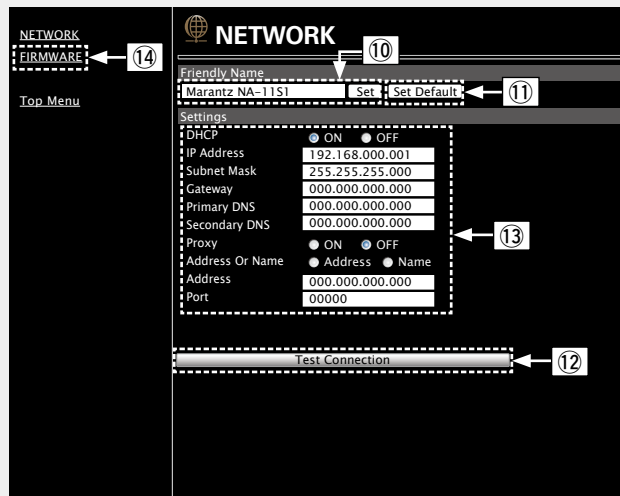 NETWORK
FIRMWARE
⑭
Top Menu
NETWORK
⑩
Friendly Name
Marantz NA-11S1 Set Set Default
⑪
Settings
DHCP ON OFF
IP Address 192.168.000.001
Subnet Mask 255.255.255.000
Gateway 000.000.000.000
Primary DNS 000.000.000.000
Secondary DNS 000.000.000.000
⑬
Proxy ON OFF
Address Or Name Address Name
Address 000.000.000.000
Port 00000
Test Connection
⑫